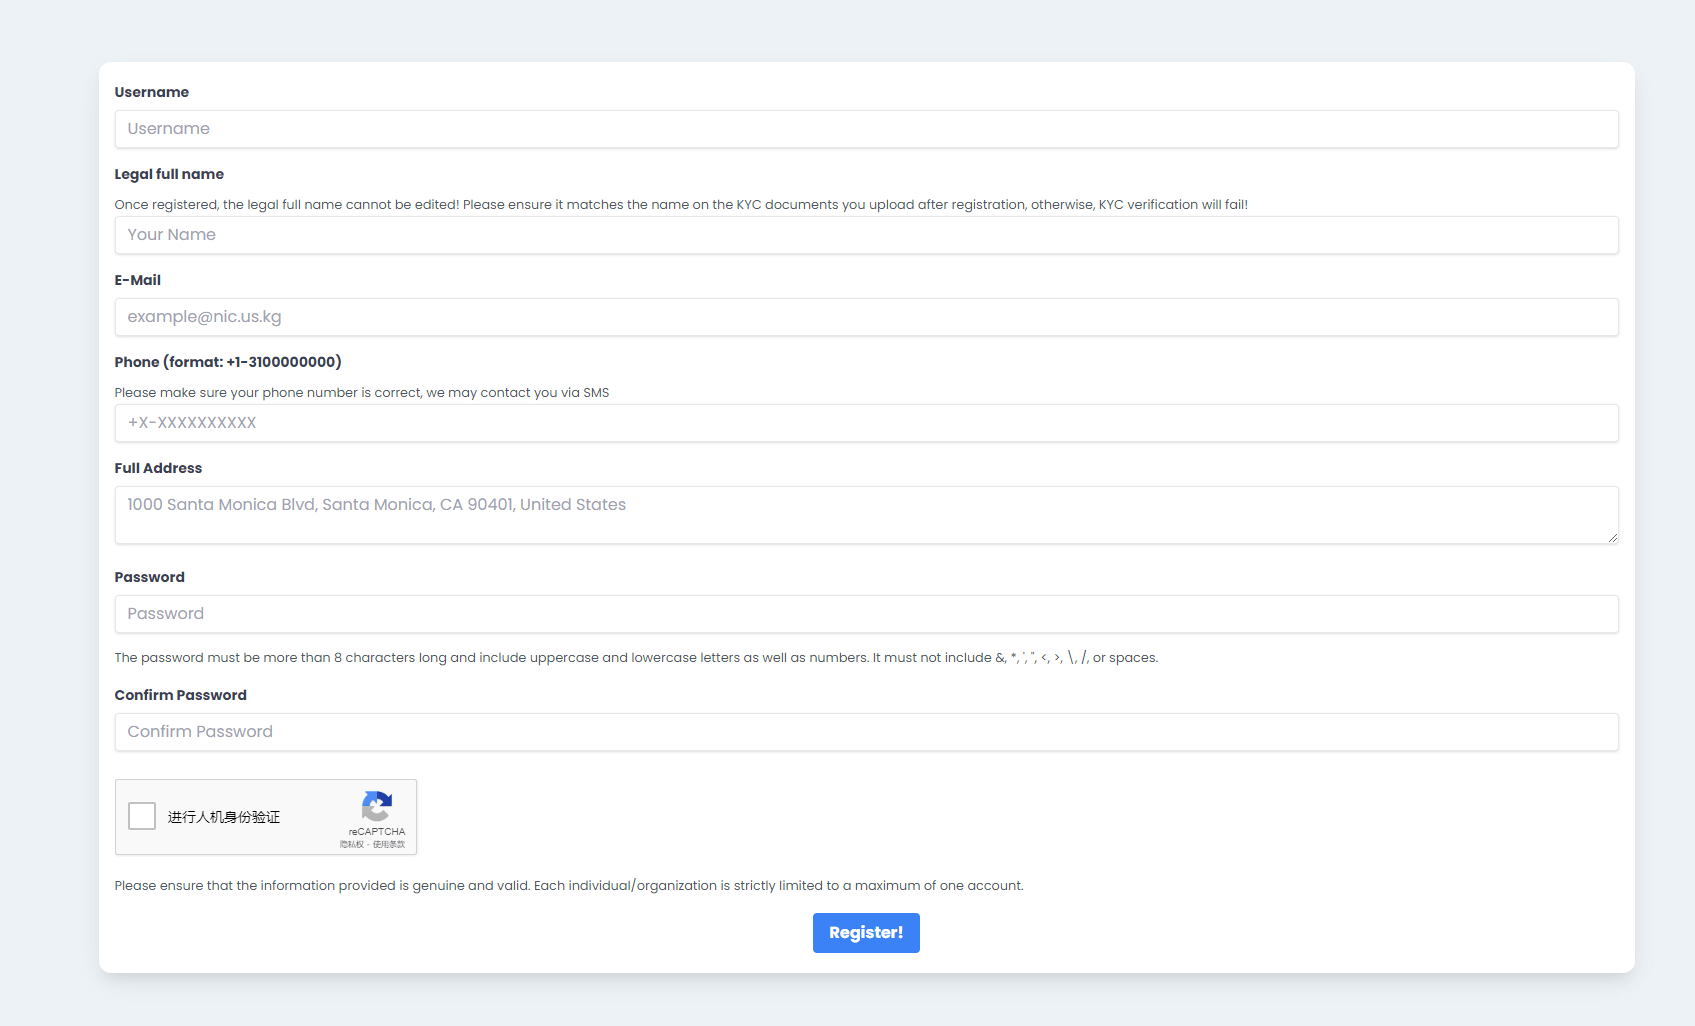 Username
Username
Legal full name
Once registered, the legal full name cannot be edited! Please ensure it matches the name on the KYC documents you upload after registration, otherwise, KYC verification will fail!
Your Name
E-Mail
example@nic.us.kg
Phone (format: +1-3100000000)
Please make sure your phone number is correct, we may contact you via SMS
+X-XXXXXXXXXX
Full Address
1000 Santa Monica Blvd, Santa Monica, CA 90401, United States
Password
Password
The password must be more than 8 characters long and include uppercase and lowercase letters as well as numbers. It must not include &, *, ', ", <, >, \, /, or spaces.
Confirm Password
Confirm Password
进行人机身份验证
reCAPTCHA
隐私权 - 使用条款
Please ensure that the information provided is genuine and valid. Each individual/organization is strictly limited to a maximum of one account.
Register!